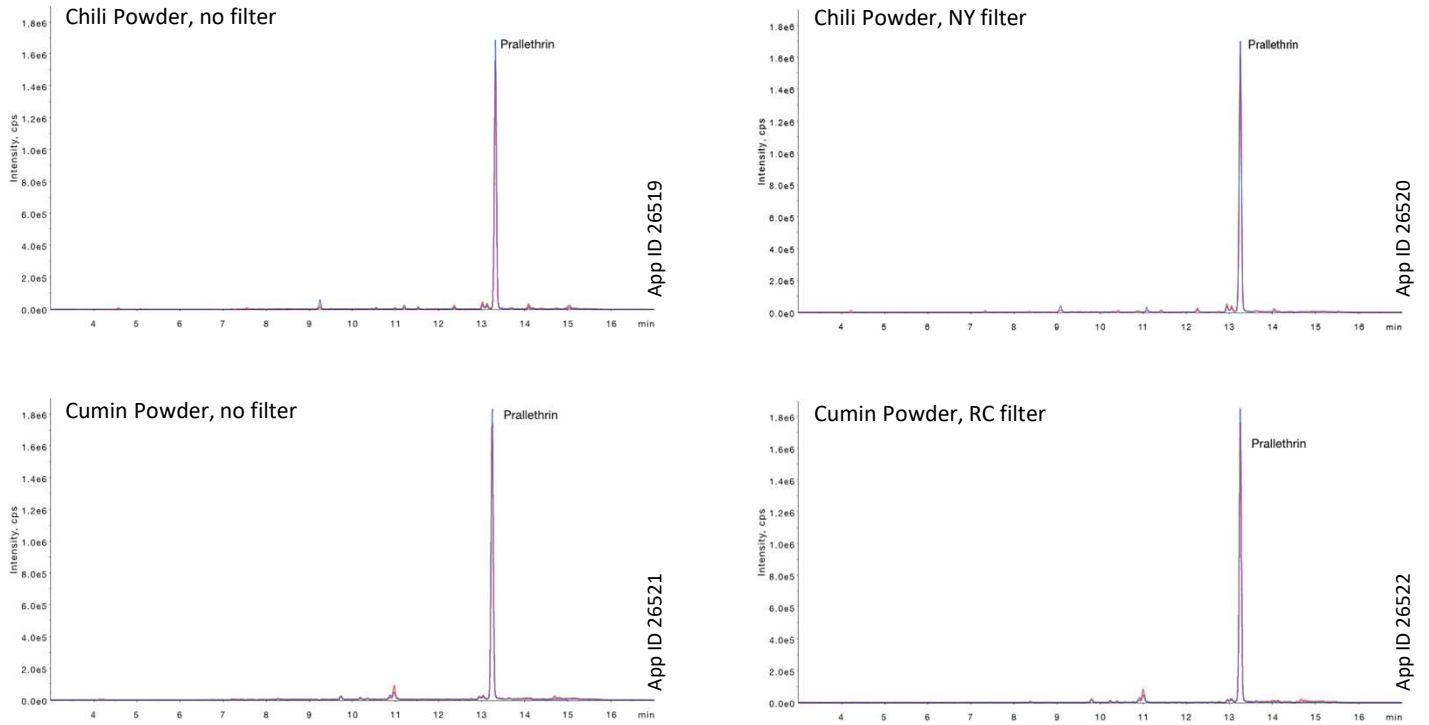 Chili Powder, no filter
1.8e6
1.6e6
1.4e6
1.2e6
1.0e6
8.0e5
6.0e5
4.0e5
2.0e5
0.0e0
Intensity, cps
Prallethrin
4 5 6 7 8 9 10 11 12 13 14 15 16 min
App ID 26519
Chili Powder, NY filter
1.8e6
1.6e6
1.4e6
1.2e6
1.0e6
8.0e5
6.0e5
4.0e5
2.0e5
0.0e0
Intensity, cps
Prallethrin
4 5 6 7 8 9 10 11 12 13 14 15 16 min
App ID 26520
Cumin Powder, no filter
1.8e6
1.6e6
1.4e6
1.2e6
1.0e6
8.0e5
6.0e5
4.0e5
2.0e5
0.0e0
Intensity, cps
Prallethrin
4 5 6 7 8 9 10 11 12 13 14 15 16 min
App ID 26521
Cumin Powder, RC filter
1.8e6
1.6e6
1.4e6
1.2e6
1.0e6
8.0e5
6.0e5
4.0e5
2.0e5
0.0e0
Intensity, cps
Prallethrin
4 5 6 7 8 9 10 11 12 13 14 15 16 min
App ID 26522